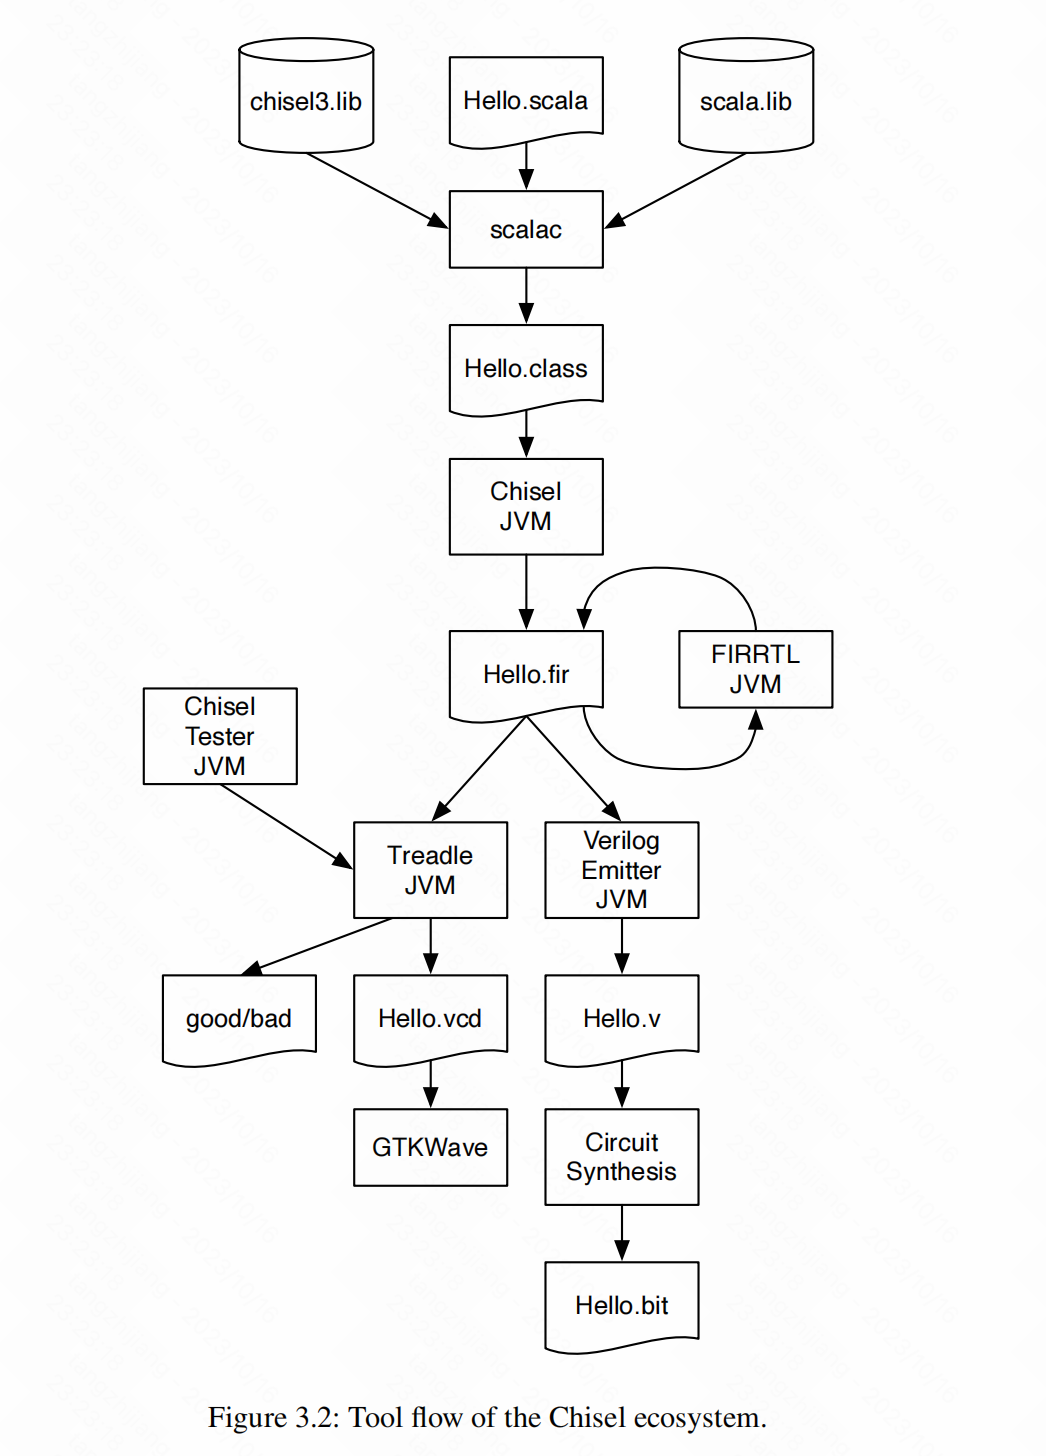 chisel3.lib
Hello.scala
scala.lib
scalac
Hello.class
Chisel
JVM
Hello.fir
FIRRTL
JVM
Chisel
Tester
JVM
Treadle
JVM
Verilog
Emitter
JVM
good/bad
Hello.vcd
Hello.v
GTKWave
Circuit
Synthesis
Hello.bit
Figure 3.2: Tool flow of the Chisel ecosystem.